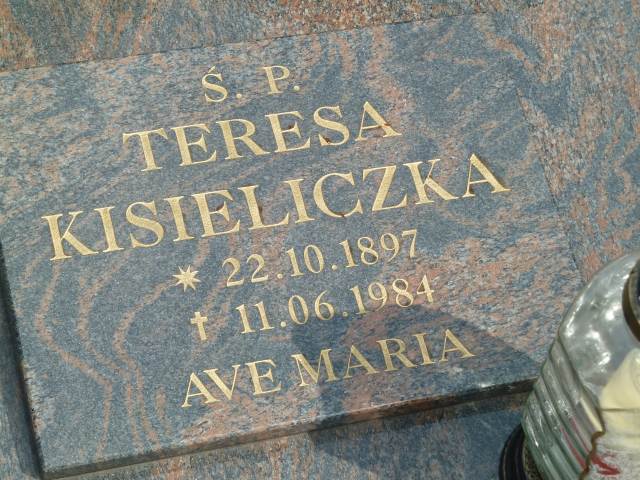 Ś. P.
TERESA
KISIELICZKA
* 22.10.1897
† 11.06.1984
AVE MARIA